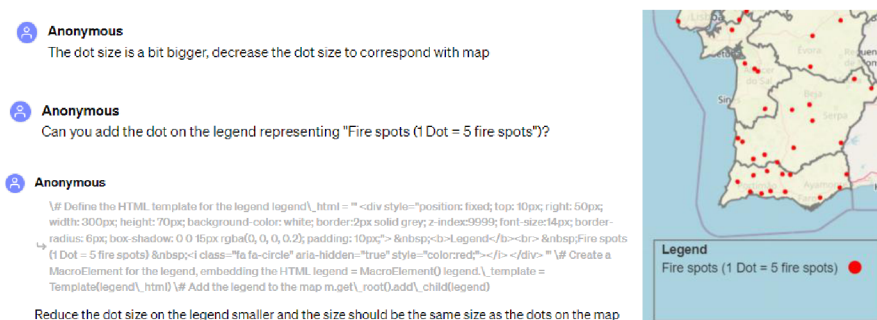 Anonymous
The dot size is a bit bigger, decrease the dot size to correspond with map
Anonymous
Can you add the dot on the legend representing "Fire spots (1 Dot = 5 fire spots")?
Anonymous
\# Define the HTML template for the legend legend\_html = "' <div style="position: fixed; top: 10px; right: 50px;
width: 300px; height: 70px; background-color: white; border:2px solid grey; z-index:9999; font-size:14px; border-
radius: 6px; box-shadow: 0 0 15px rgba(0, 0, 0, 0.2); padding: 10px;"> &nbsp;<b>Legend</b><br> &nbsp;Fire spots
(1 Dot = 5 fire spots) &nbsp;<i class="fa fa-circle" aria-hidden="true" style="color:red;"></i></div> "' \# Create a
MacroElement for the legend, embedding the HTML legend = MacroElement() legend.\_template =
Template(legend\_html) \# Add the legend to the map m.get\_root().add\_child(legend)
Reduce the dot size on the legend smaller and the size should be the same size as the dots on the map
Évora
Beja
Serpa
Legend
Fire spots (1 Dot = 5 fire spots)